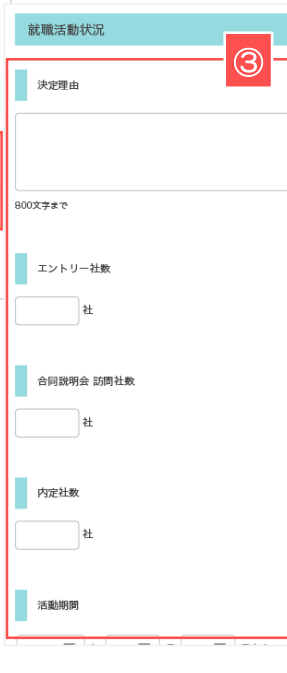 就職活動状況
③
決定理由
800文字まで
エントリー社数
社
合同説明会 訪問社数
社
内定社数
社
活動期間